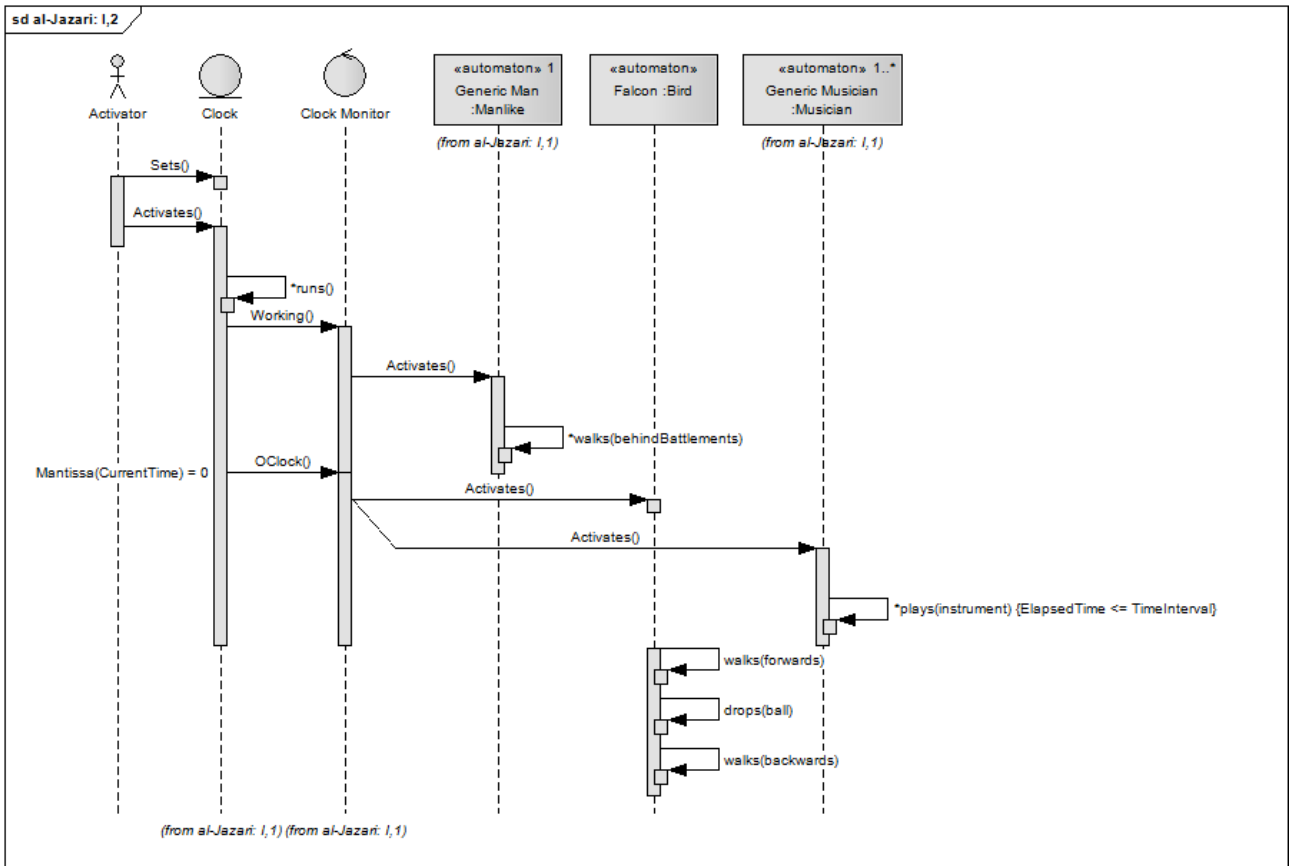 sd al-Jazari: I,2
«automaton» 1
Generic Man
:Manlike
«automaton»
Falcon :Bird
«automaton» 1..*
Generic Musician
:Musician
Activator
Clock
Clock Monitor
(from al-Jazari: I,1)
(from al-Jazari: I,1)
Sets()
Activates()
*runs()
Working()
Activates()
*walks(behindBattlements)
Mantissa(CurrentTime) = 0
OClock()
Activates()
Activates()
*plays(instrument) {ElapsedTime <= TimeInterval}
walks(forwards)
drops(ball)
walks(backwards)
(from al-Jazari: I,1)
(from al-Jazari: I,1)